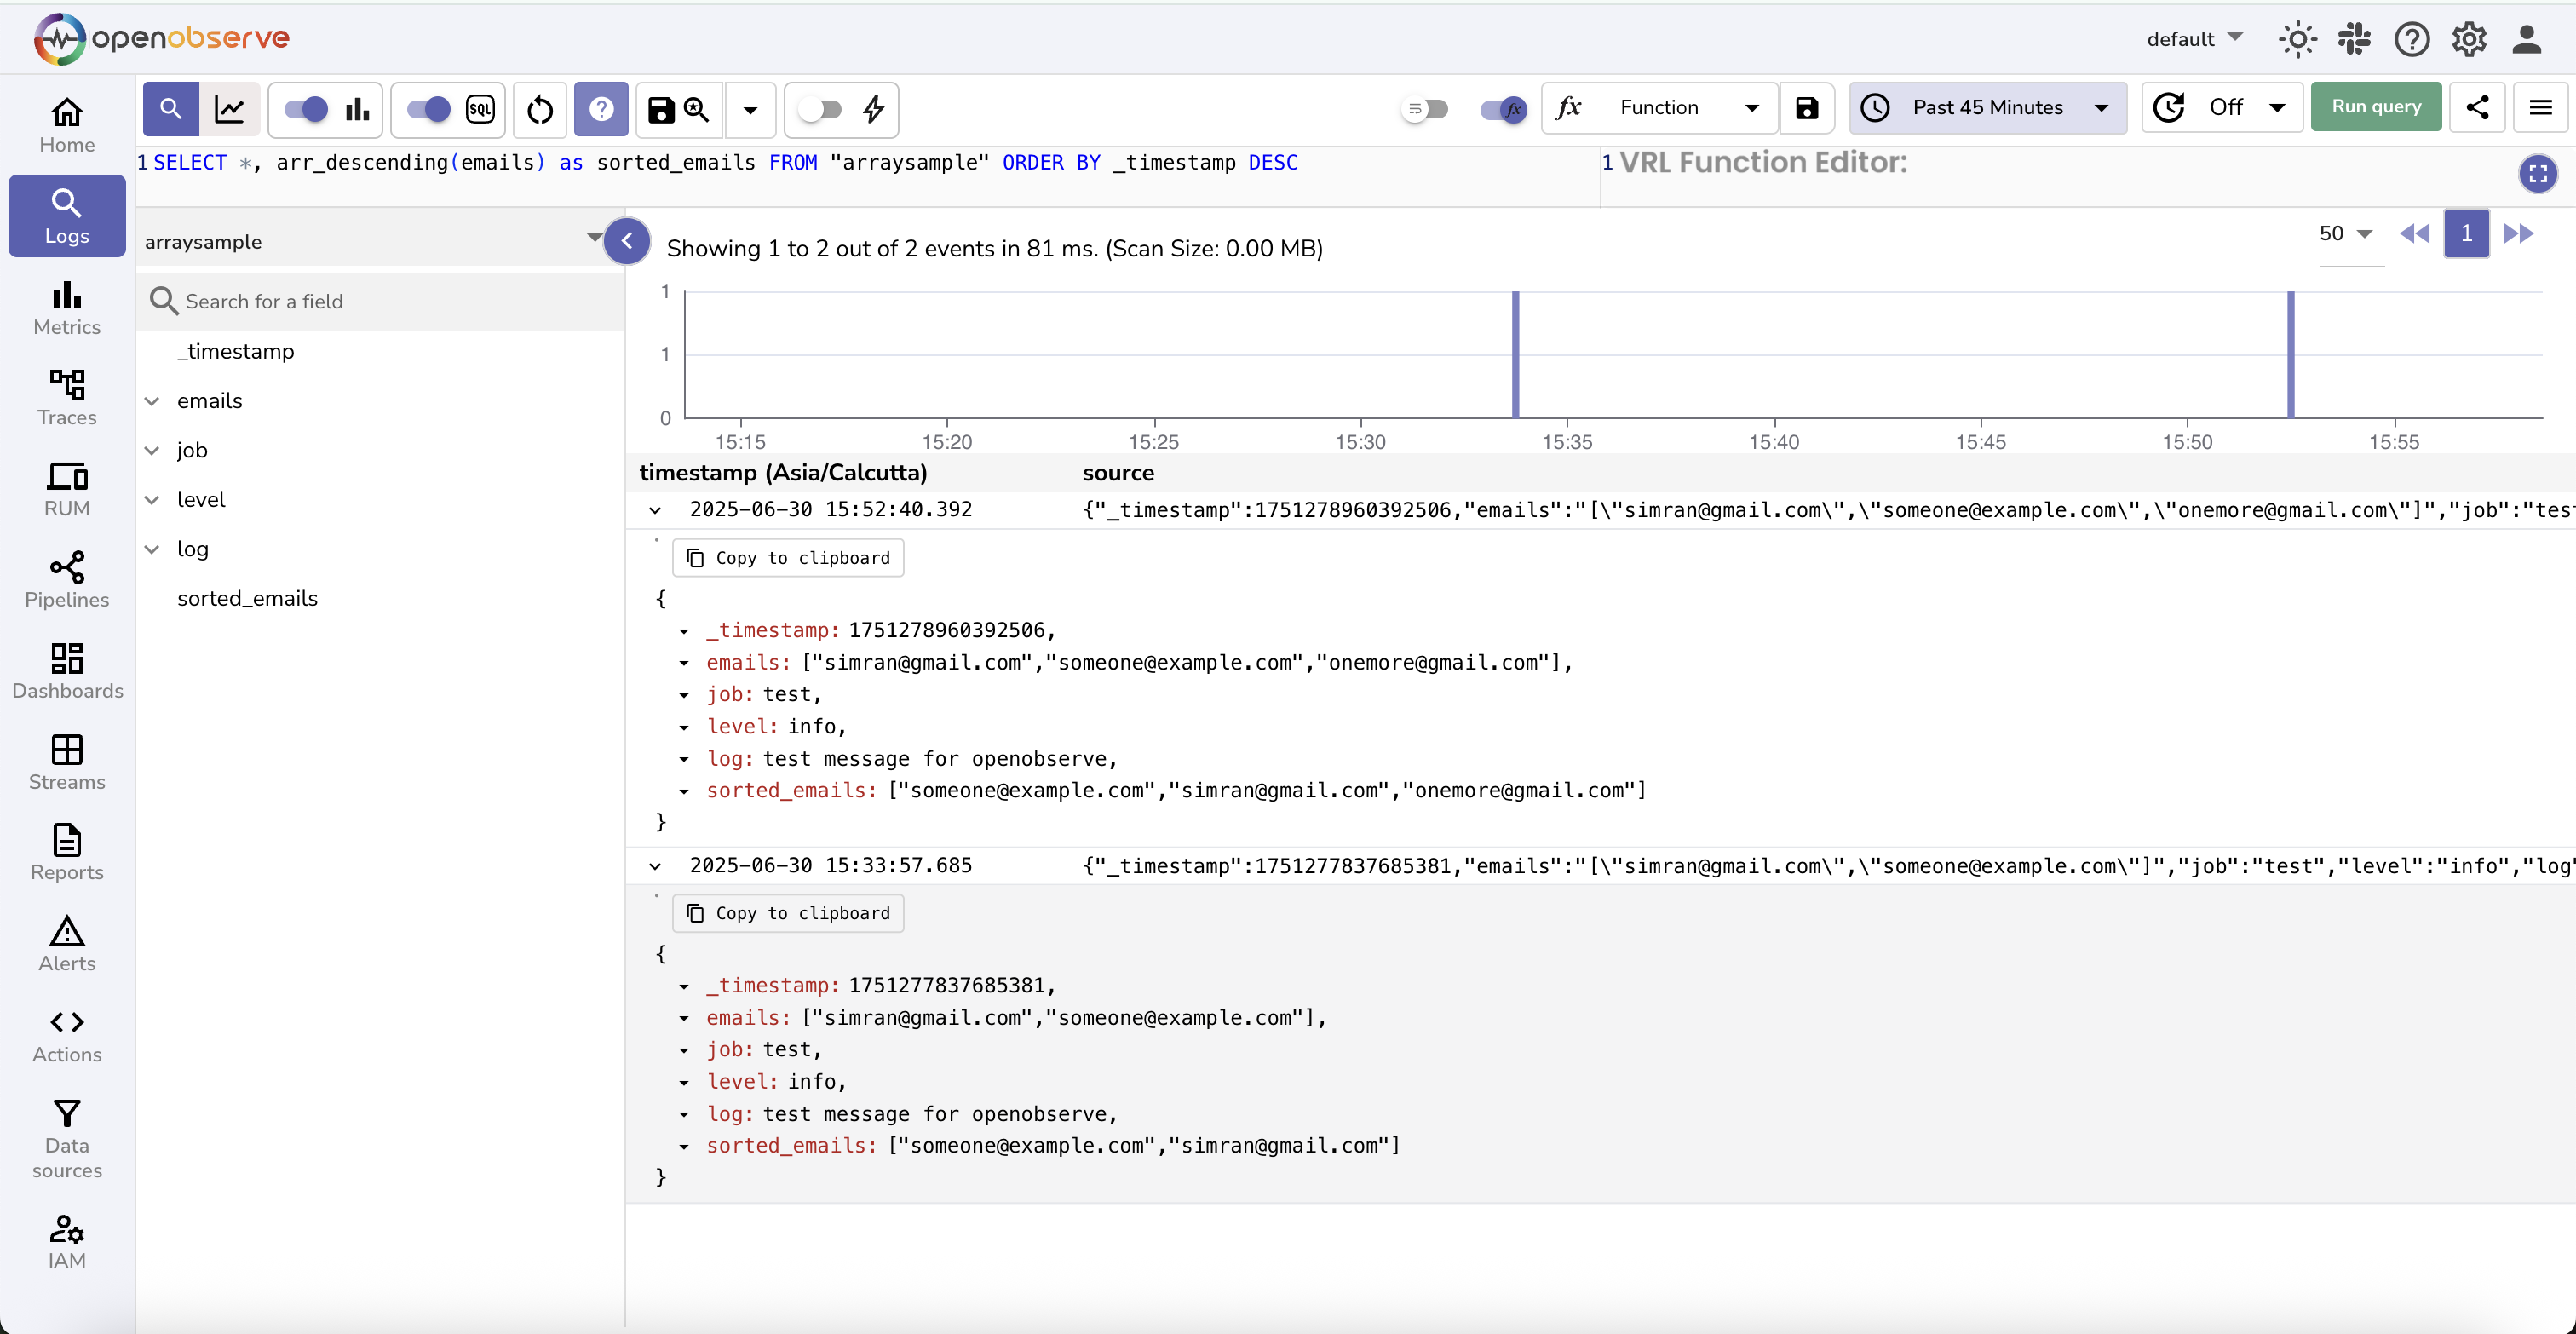 openobserve
default
Home
Logs
Metrics
Traces
RUM
Pipelines
Dashboards
Streams
Reports
Alerts
Actions
Data
sources
IAM
SQL
fx
fx Function
Past 45 Minutes
Off
Run query
1 SELECT *, arr_descending(emails) as sorted_emails FROM "arraysample" ORDER BY _timestamp DESC
1 VRL Function Editor:
arraysample
Search for a field
_timestamp
emails
job
level
log
sorted_emails
Showing 1 to 2 out of 2 events in 81 ms. (Scan Size: 0.00 MB)
50
1
1
1
0
15:15 15:20 15:25 15:30 15:35 15:40 15:45 15:50 15:55
timestamp (Asia/Calcutta) source
2025-06-30 15:52:40.392 {"_timestamp":1751278960392506,"emails":"[\"simran@gmail.com\",\"someone@example.com\",\"onemore@gmail.com\"]","job":"tes
Copy to clipboard
{
_timestamp: 1751278960392506,
emails: ["simran@gmail.com","someone@example.com","onemore@gmail.com"],
job: test,
level: info,
log: test message for openobserve,
sorted_emails: ["someone@example.com","simran@gmail.com","onemore@gmail.com"]
}
2025-06-30 15:33:57.685 {"_timestamp":1751277837685381,"emails":"[\"simran@gmail.com\",\"someone@example.com\"]","job":"test","level":"info","log"
Copy to clipboard
{
_timestamp: 1751277837685381,
emails: ["simran@gmail.com","someone@example.com"],
job: test,
level: info,
log: test message for openobserve,
sorted_emails: ["someone@example.com","simran@gmail.com"]
}